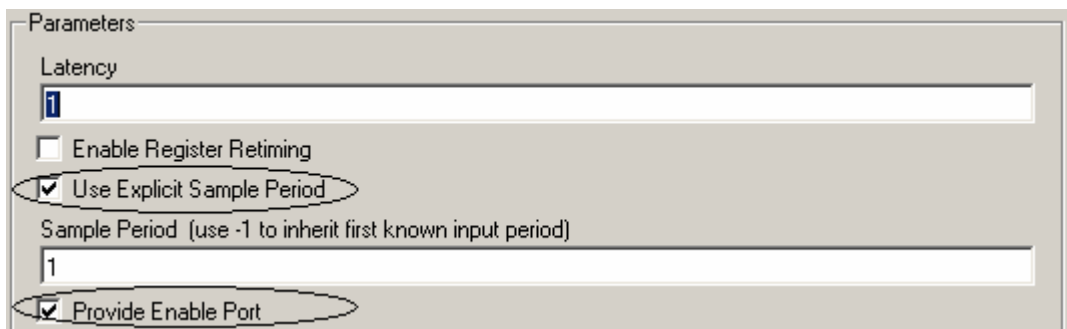 Parameters
Latency
1
Enable Register Retiming
Use Explicit Sample Period
Sample Period (use -1 to inherit first known input period)
1
Provide Enable Port